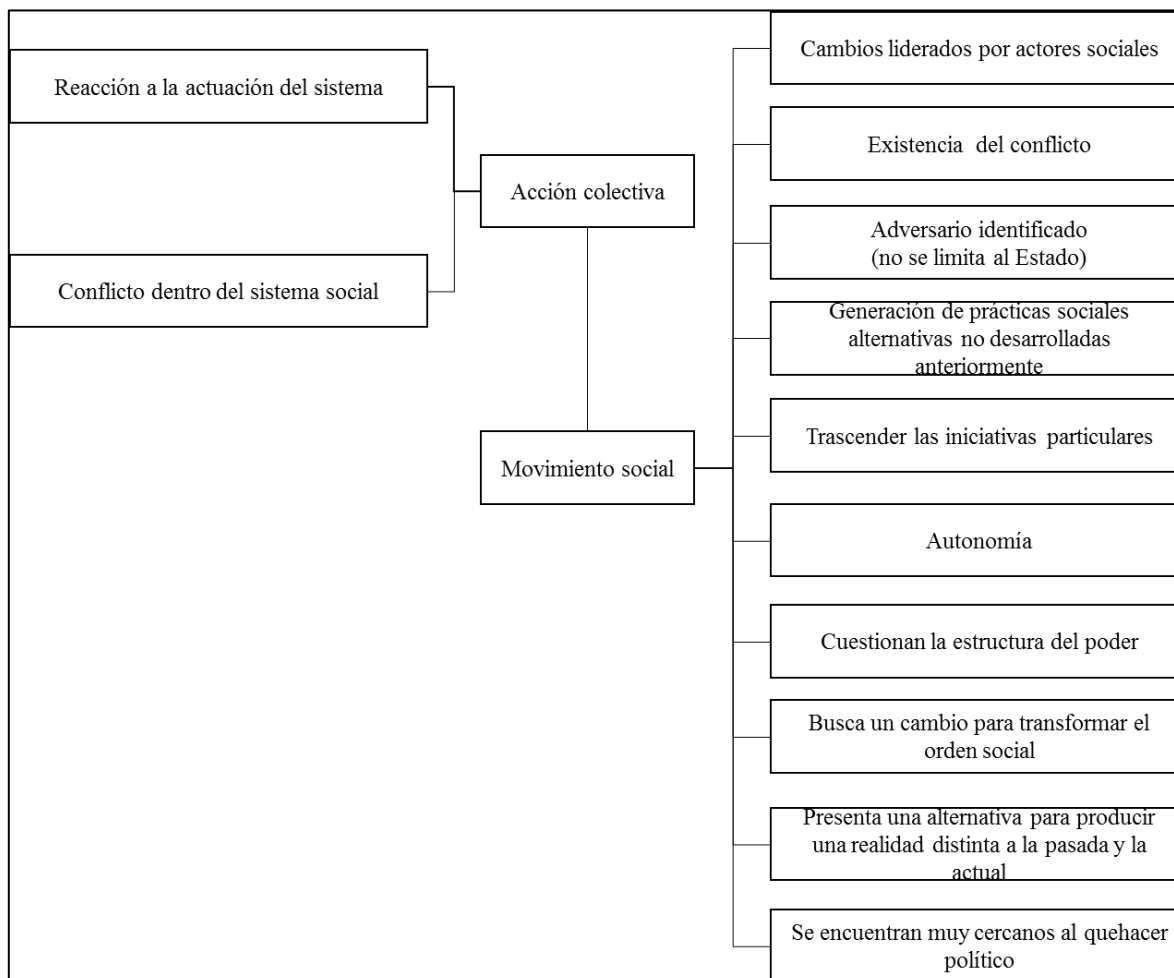 Reacción a la actuación del sistema
Conflicto dentro del sistema social
Acción colectiva
Movimiento social
Cambios liderados por actores sociales
Existencia del conflicto
Adversario identificado
(no se limita al Estado)
Generación de prácticas sociales
alternativas no desarrolladas
anteriormente
Trascender las iniciativas particulares
Autonomía
Cuestionan la estructura del poder
Busca un cambio para transformar el
orden social
Presenta una alternativa para producir
una realidad distinta a la pasada y la
actual
Se encuentran muy cercanos al quehacer
político